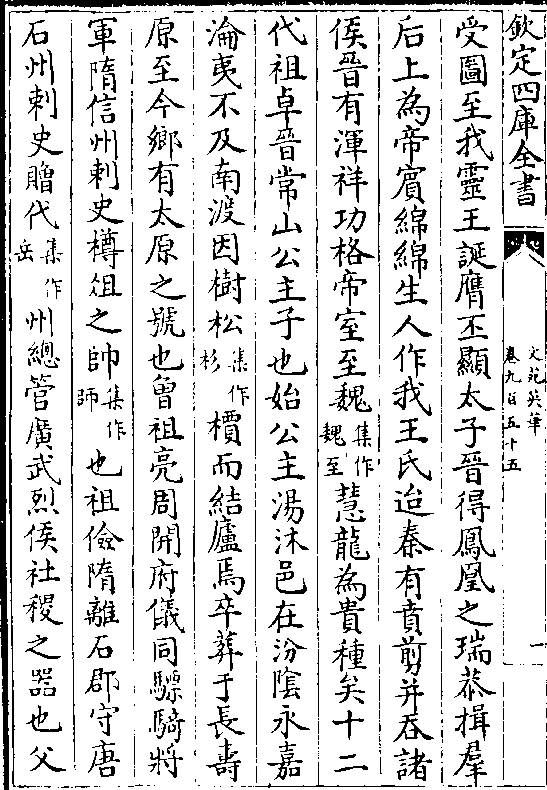 欽定四庫全書
文苑英華
卷九百五十五
一
受圖至我靈王誕膺丕顯太子晉得鳳凰之瑞恭揖羣
后上為帝賓綿綿生人作我王氏迨秦有賁剪并吞諸
侯晉有渾祥功格帝室至魏集作魏至慧龍為貴種矣十二
代祖卓晉常山公主子也始公主湯沐邑在汾陰永嘉
淪夷不及南渡因樹松集作杉檟而結廬焉卒葬于長壽
原至今鄉有太原之號也曾祖亮周開府儀同驃騎將
軍隋信州刺史樽俎之帥集作師也祖儉隋離石郡守唐
石州刺史贈代集作岳州總管廣武烈侯社稷之器也父